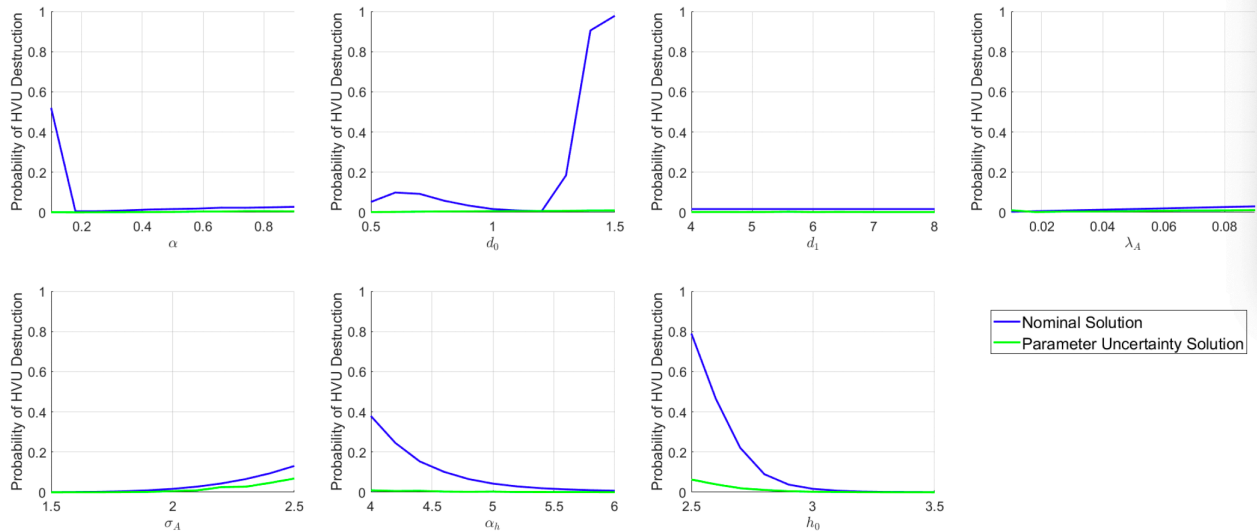 Probability of HVU Destruction
1
0.8
0.6
0.4
0.2
0
0.2 0.4 0.6 0.8
α
Probability of HVU Destruction
1
0.8
0.6
0.4
0.2
0
0.5 1 1.5
d0
Probability of HVU Destruction
1
0.8
0.6
0.4
0.2
0
4 5 6 7 8
d1
Probability of HVU Destruction
1
0.8
0.6
0.4
0.2
0
0.02 0.04 0.06 0.08
λA
Probability of HVU Destruction
1
0.8
0.6
0.4
0.2
0
1.5 2 2.5
σA
Probability of HVU Destruction
1
0.8
0.6
0.4
0.2
0
4 4.5 5 5.5 6
αh
Probability of HVU Destruction
1
0.8
0.6
0.4
0.2
0
2.5 3 3.5
h0
Nominal Solution
Parameter Uncertainty Solution